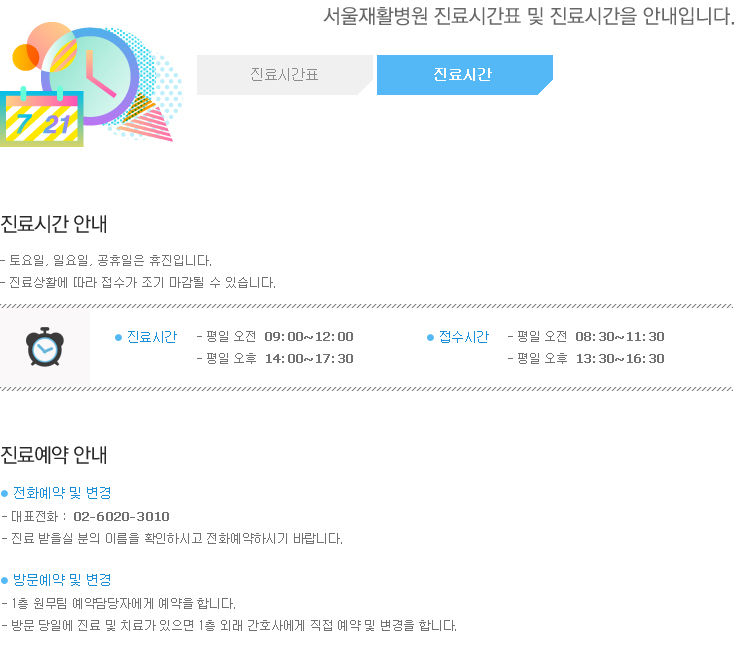 서울재활병원 진료시간표 및 진료시간을 안내입니다.
진료시간표
진료시간
7 21
진료시간 안내
- 토요일, 일요일, 공휴일은 휴진입니다.
- 진료상황에 따라 접수가 조기 마감될 수 있습니다.
● 진료시간 - 평일 오전 09:00~12:00
- 평일 오후 14:00~17:30
● 접수시간 - 평일 오전 08:30~11:30
- 평일 오후 13:30~16:30
진료예약 안내
● 전화예약 및 변경
- 대표전화 : 02-6020-3010
- 진료 받을실 분의 이름을 확인하시고 전화예약하시기 바랍니다.
● 방문예약 및 변경
- 1층 원무팀 예약담당자에게 예약을 합니다.
- 방문 당일에 진료 및 치료가 있으면 1층 외래 간호사에게 직접 예약 및 변경을 합니다.